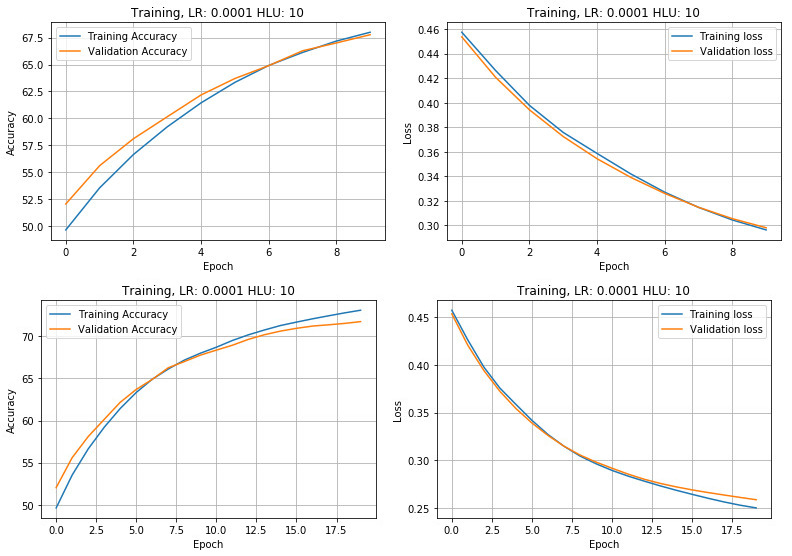 Training, LR: 0.0001 HLU: 10
Training Accuracy
Validation Accuracy
67.5
65.0
62.5
60.0
57.5
55.0
52.5
50.0
Accuracy
0
2
4
6
8
Epoch
Training, LR: 0.0001 HLU: 10
Training loss
Validation loss
0.46
0.44
0.42
0.40
0.38
0.36
0.34
0.32
0.30
Loss
0
2
4
6
8
Epoch
Training, LR: 0.0001 HLU: 10
Training Accuracy
Validation Accuracy
70
65
60
55
50
Accuracy
0.0
2.5
5.0
7.5
10.0
12.5
15.0
17.5
Epoch
Training, LR: 0.0001 HLU: 10
Training loss
Validation loss
0.45
0.40
0.35
0.30
0.25
Loss
0.0
2.5
5.0
7.5
10.0
12.5
15.0
17.5
Epoch